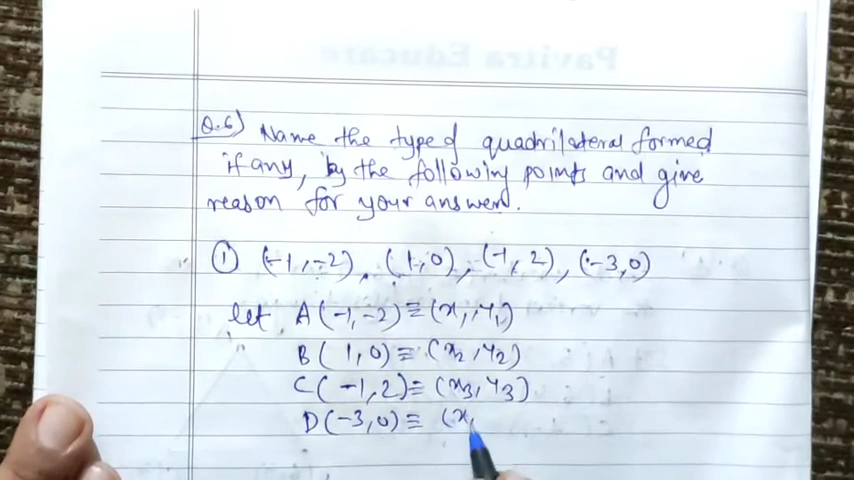 Pavitra Educare
Q.6) Name the type of quadrilateral formed
if any, by the following points and give
reason for your answer.
① (-1,-2), (1,0), (-1,2), (-3,0)
let A(-1,-2) ≡ (x₁,y₁)
B(1,0) ≡ (x₂,y₂)
C(-1,2) ≡ (x₃,y₃)
D(-3,0) ≡ (x